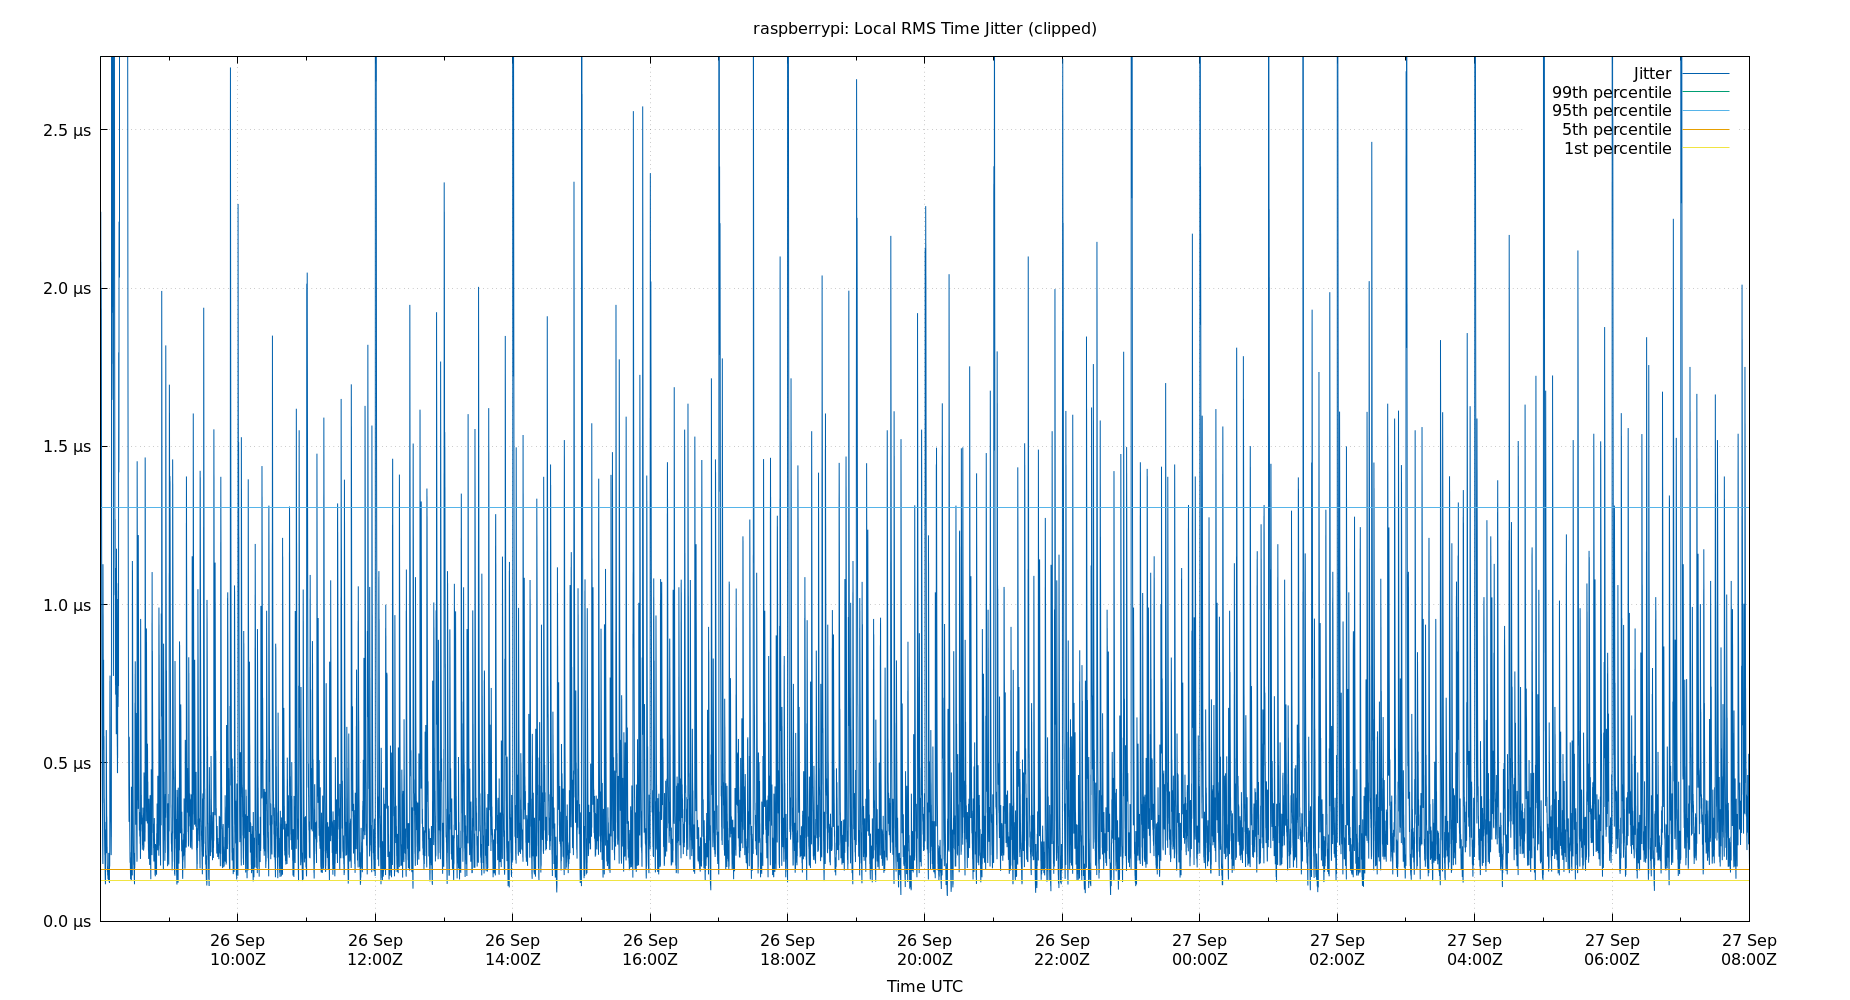 raspberrypi: Local RMS Time Jitter (clipped)
Jitter
99th percentile
95th percentile
5th percentile
1st percentile
2.5 µs
2.0 µs
1.5 µs
1.0 µs
0.5 µs
0.0 µs
26 Sep 26 Sep 26 Sep 26 Sep 26 Sep 26 Sep 26 Sep 27 Sep 27 Sep 27 Sep 27 Sep 27 Sep
10:00Z 12:00Z 14:00Z 16:00Z 18:00Z 20:00Z 22:00Z 00:00Z 02:00Z 04:00Z 06:00Z 08:00Z
Time UTC